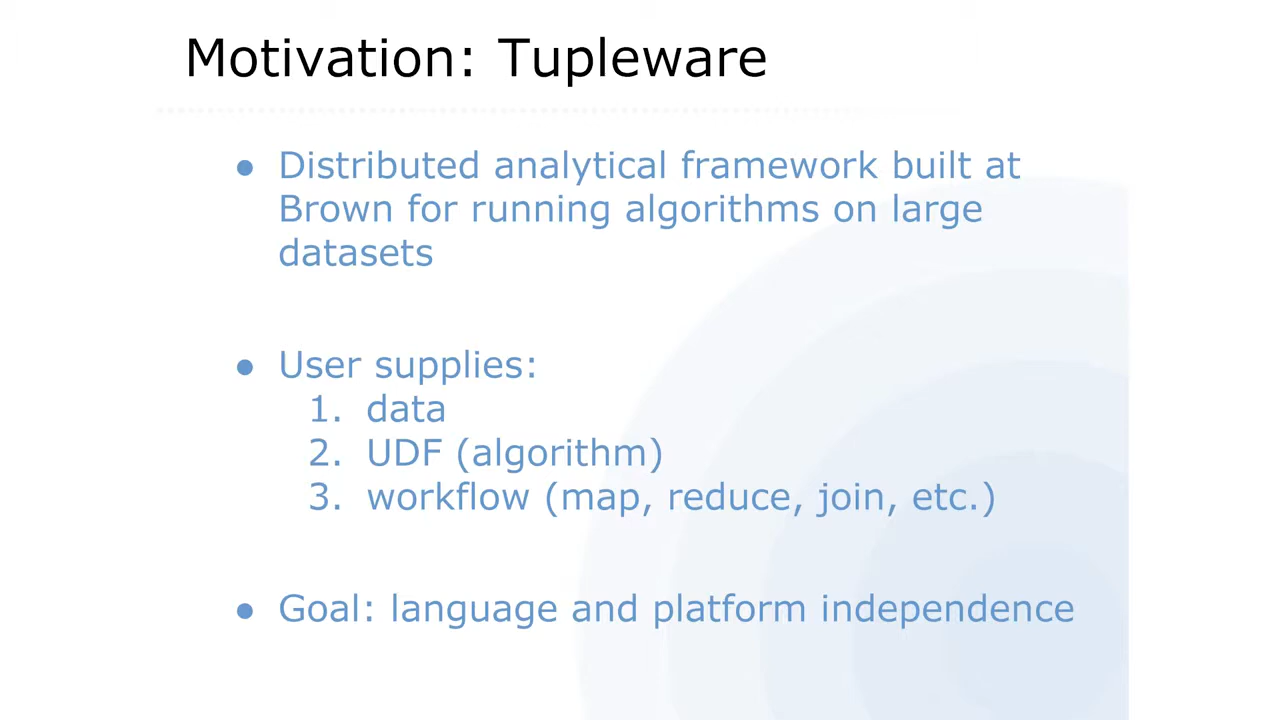 Motivation: Tupleware
● Distributed analytical framework built at
Brown for running algorithms on large
datasets
● User supplies:
1. data
2. UDF (algorithm)
3. workflow (map, reduce, join, etc.)
● Goal: language and platform independence